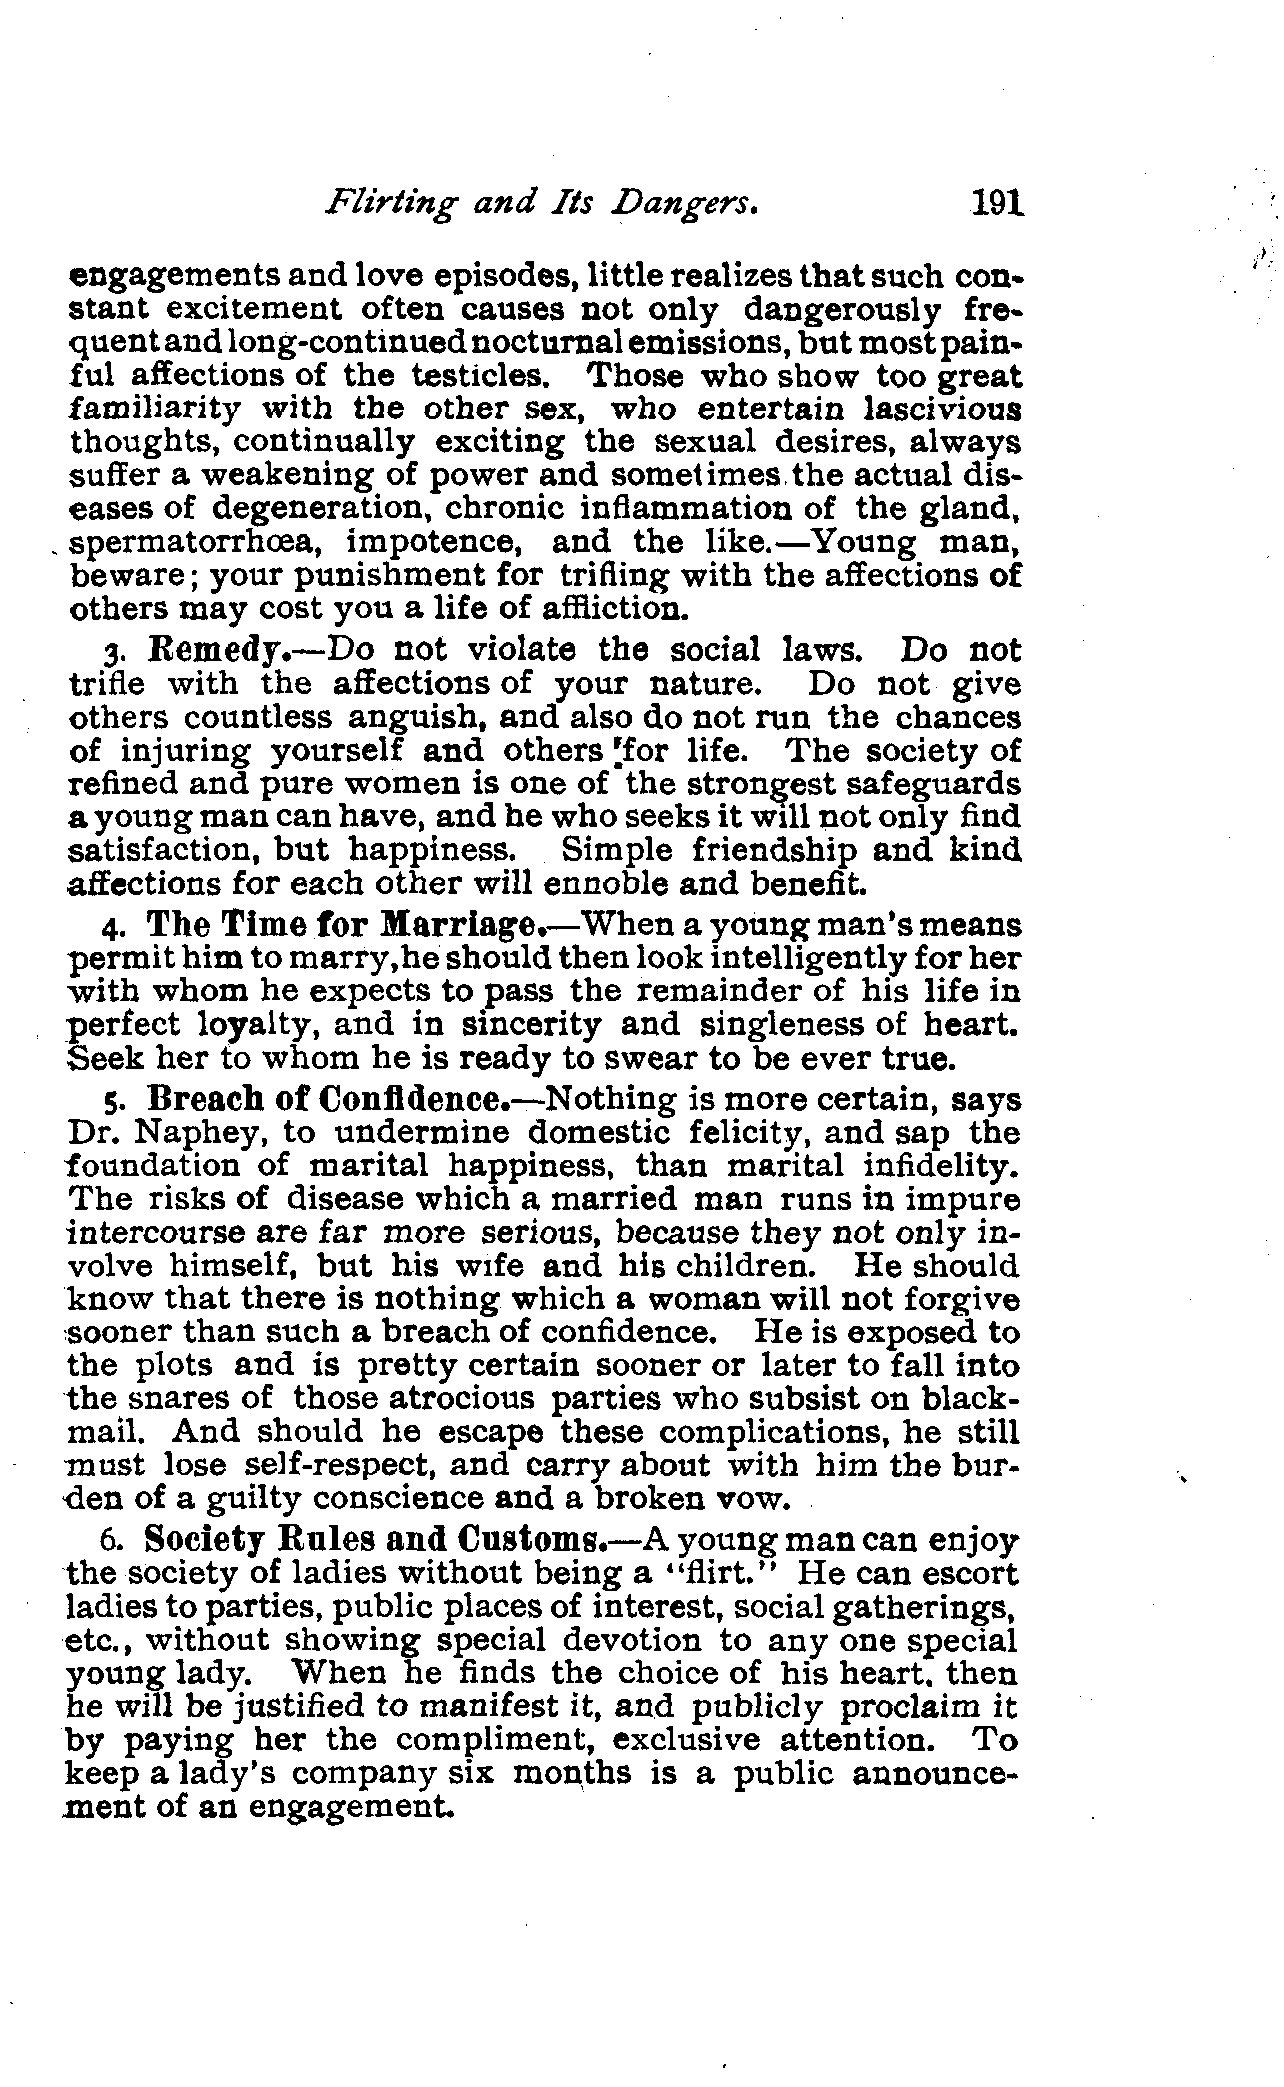 Flirting and Its Dangers. 191
engagements and love episodes, little realizes that such con-
stant excitement often causes not only dangerously fre-
quent and long-continued nocturnal emissions, but most pain-
ful affections of the testicles. Those who show too great
familiarity with the other sex, who entertain lascivious
thoughts, continually exciting the sexual desires, always
suffer a weakening of power and sometimes the actual dis-
eases of degeneration, chronic inflammation of the gland,
spermatorrhœa, impotence, and the like.—Young man,
beware; your punishment for trifling with the affections of
others may cost you a life of affliction.
3. Remedy.—Do not violate the social laws. Do not
trifle with the affections of your nature. Do not give
others countless anguish, and also do not run the chances
of injuring yourself and others for life. The society of
refined and pure women is one of the strongest safeguards
a young man can have, and he who seeks it will not only find
satisfaction, but happiness. Simple friendship and kind
affections for each other will ennoble and benefit.
4. The Time for Marriage.—When a young man's means
permit him to marry, he should then look intelligently for her
with whom he expects to pass the remainder of his life in
perfect loyalty, and in sincerity and singleness of heart.
Seek her to whom he is ready to swear to be ever true.
5. Breach of Confidence.—Nothing is more certain, says
Dr. Naphey, to undermine domestic felicity, and sap the
foundation of marital happiness, than marital infidelity.
The risks of disease which a married man runs in impure
intercourse are far more serious, because they not only in-
volve himself, but his wife and his children. He should
know that there is nothing which a woman will not forgive
sooner than such a breach of confidence. He is exposed to
the plots and is pretty certain sooner or later to fall into
the snares of those atrocious parties who subsist on black-
mail. And should he escape these complications, he still
must lose self-respect, and carry about with him the bur-
den of a guilty conscience and a broken vow.
6. Society Rules and Customs.—A young man can enjoy
the society of ladies without being a "flirt." He can escort
ladies to parties, public places of interest, social gatherings,
etc., without showing special devotion to any one special
young lady. When he finds the choice of his heart, then
he will be justified to manifest it, and publicly proclaim it
by paying her the compliment, exclusive attention. To
keep a lady's company six months is a public announce-
ment of an engagement.